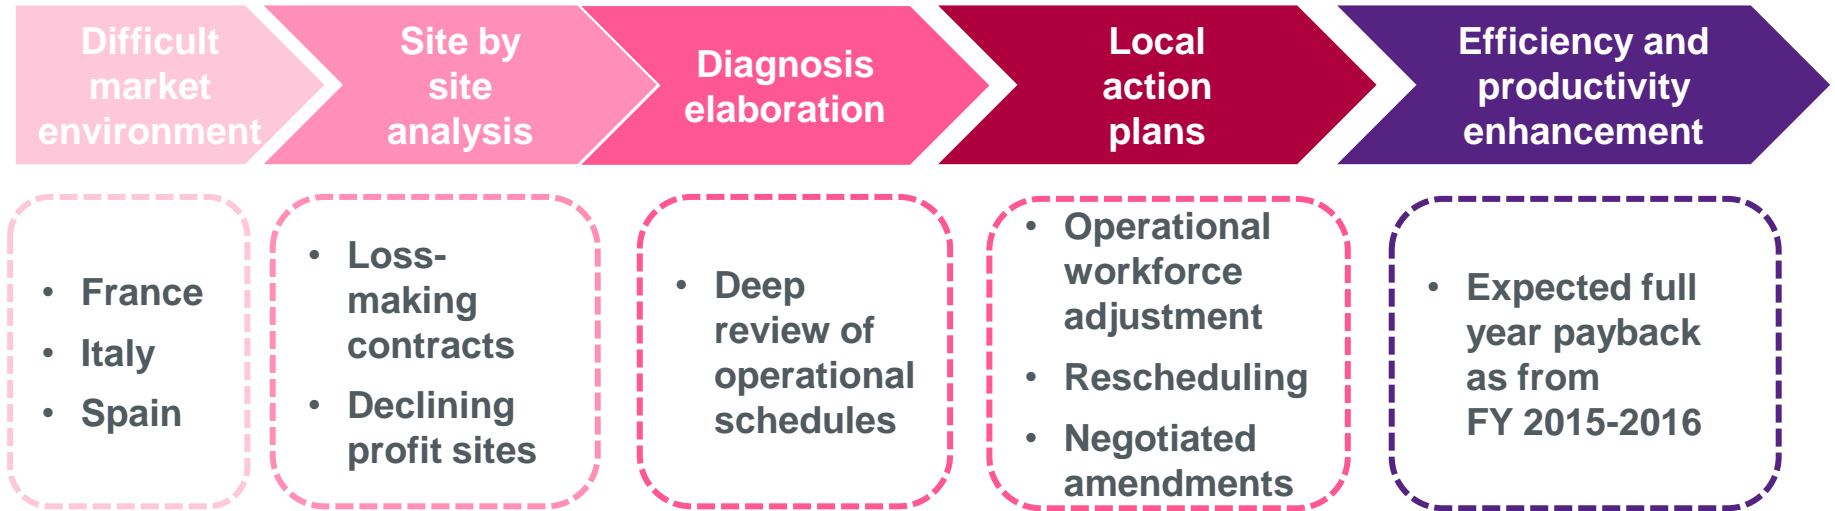 Difficult
market
environment
Site by
site
analysis
Diagnosis
elaboration
Local
action
plans
Efficiency and
productivity
enhancement
• France
• Italy
• Spain
• Loss-
making
contracts
• Declining
profit sites
• Deep
review of
operational
schedules
• Operational
workforce
adjustment
• Rescheduling
• Negotiated
amendments
• Expected full
year payback
as from
FY 2015-2016